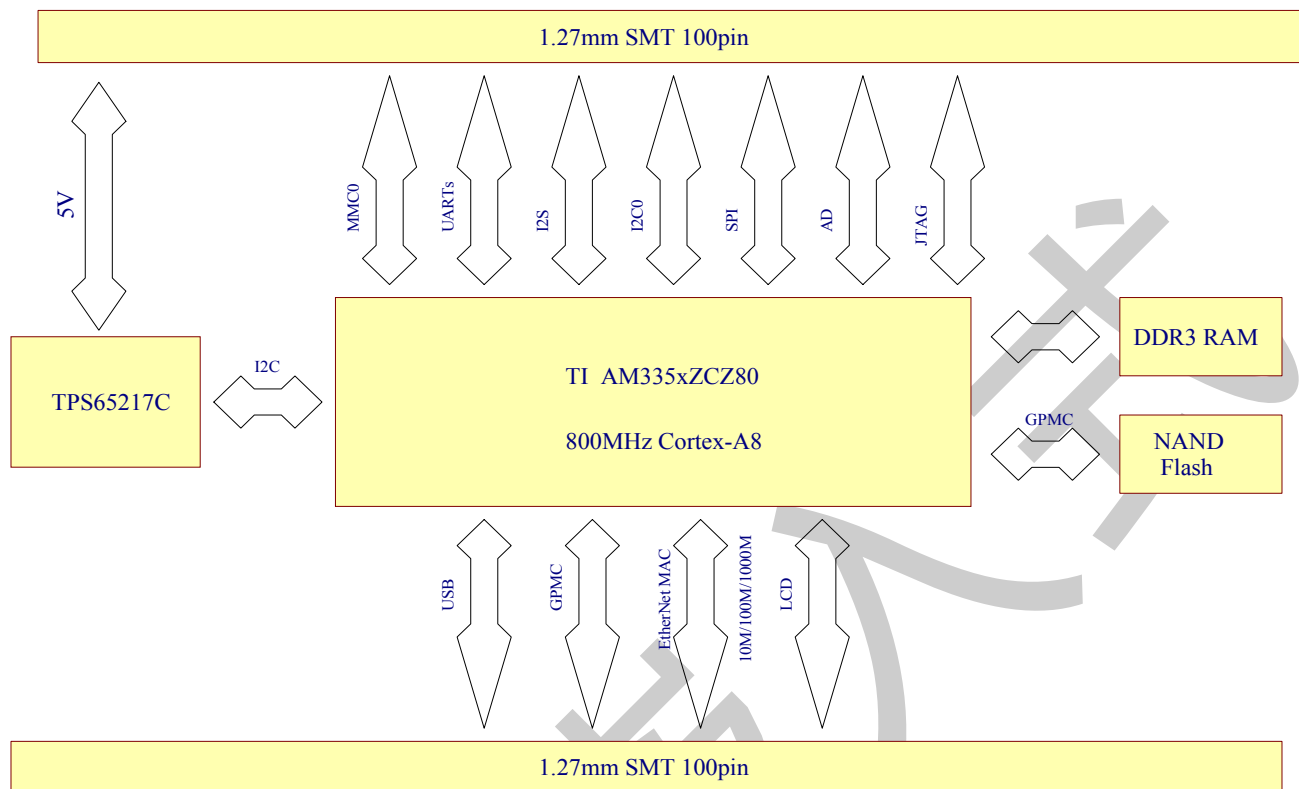 1.27mm SMT 100pin
5V
MMC0
UARTs
I2S
I2C0
SPI
AD
JTAG
TPS65217C
I2C
TI AM335xZCZ80
800MHz Cortex-A8
DDR3 RAM
GPMC
NAND
Flash
USB
GPMC
EtherNet MAC
10M/100M/1000M
LCD
1.27mm SMT 100pin